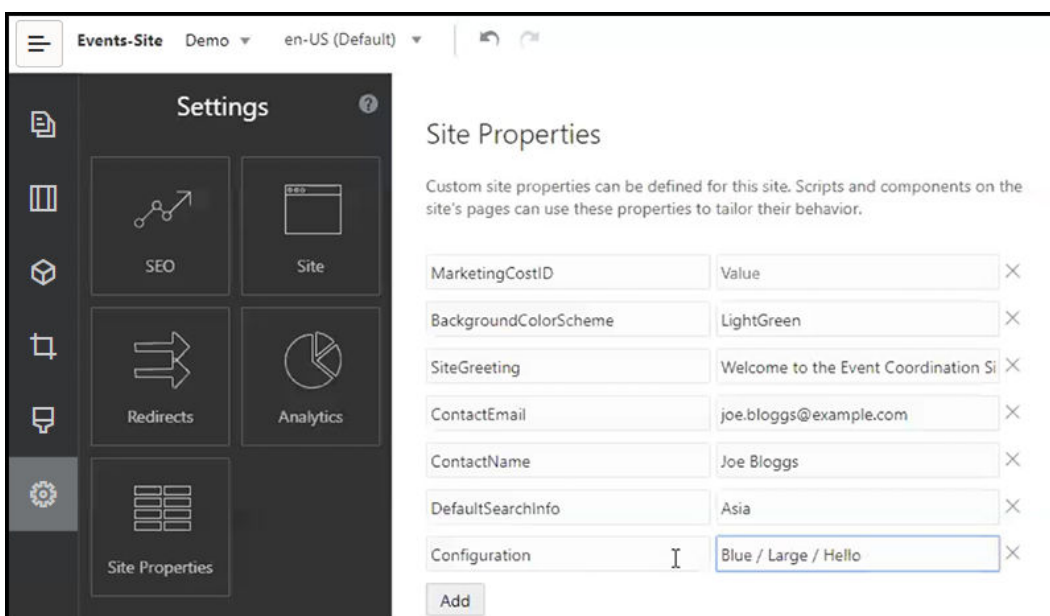 Events-Site Demo en-US (Default)
Settings
SEO
Site
Redirects
Analytics
Site Properties
Site Properties
Custom site properties can be defined for this site. Scripts and components on the
site's pages can use these properties to tailor their behavior.
MarketingCostID Value
BackgroundColorScheme LightGreen
SiteGreeting Welcome to the Event Coordination Si
ContactEmail joe.bloggs@example.com
ContactName Joe Bloggs
DefaultSearchInfo Asia
Configuration Blue / Large / Hello
Add